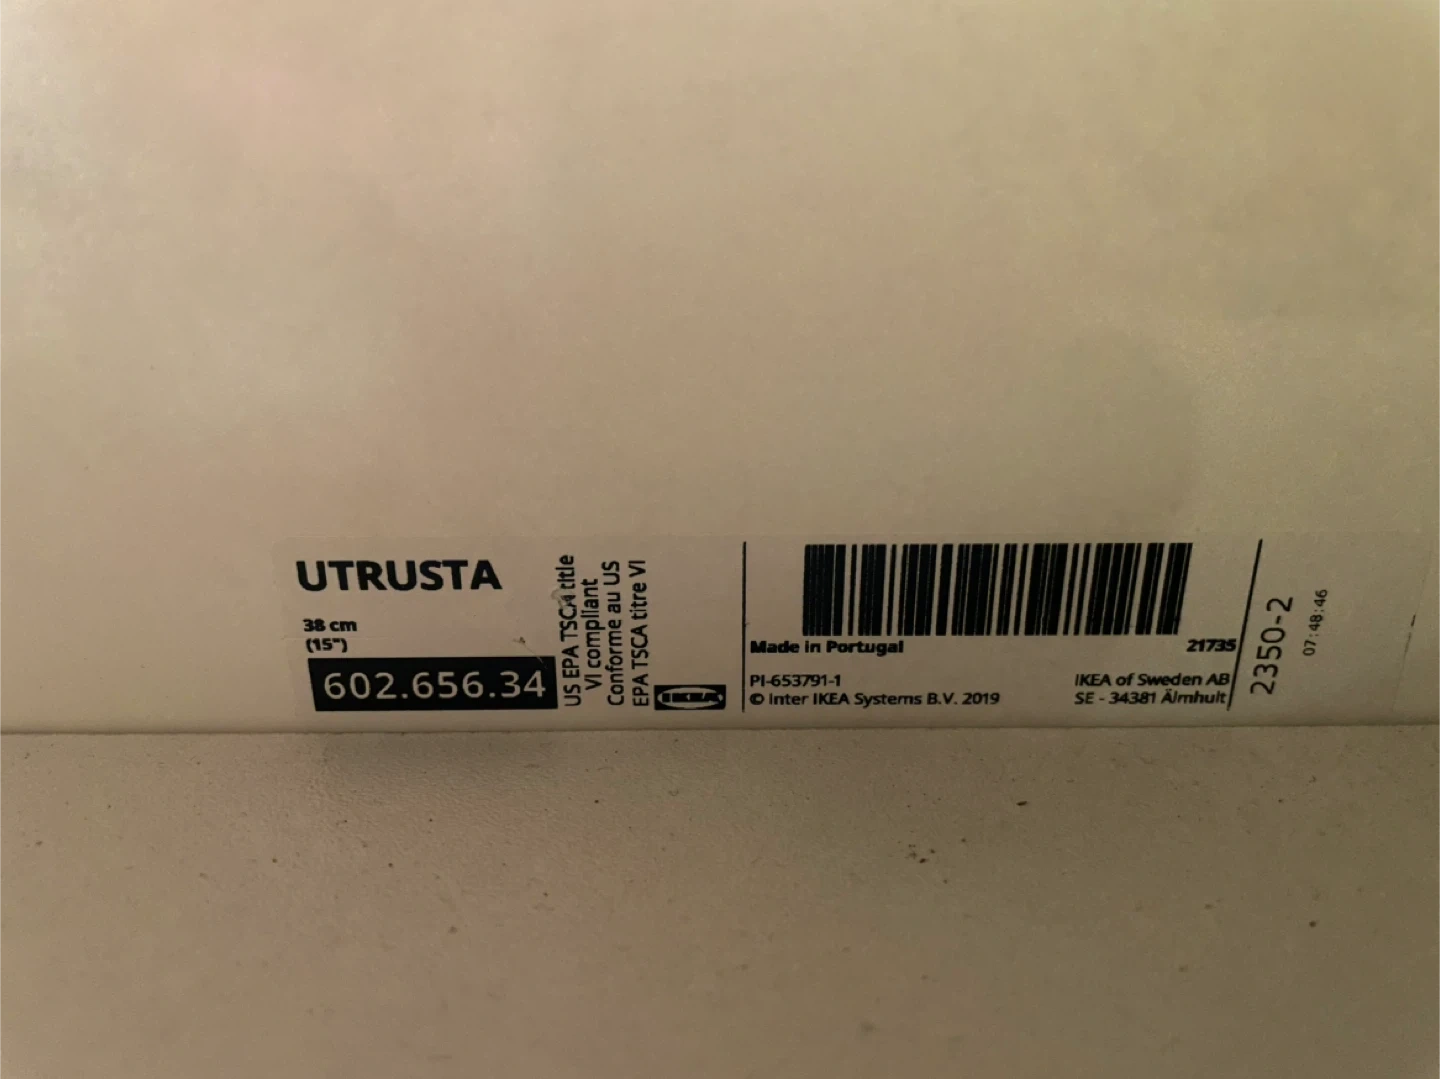 UTRUSTA
38 cm
(15")
602.656.34
US EPA TSCA title
VI compliant
Conforme au US
EPA TSCA titre VI
IKEA
Made in Portugal
21735
PI-653791-1
© Inter IKEA Systems B.V. 2019
IKEA of Sweden AB
SE - 34381 Älmhult
2350-2
07:48:46